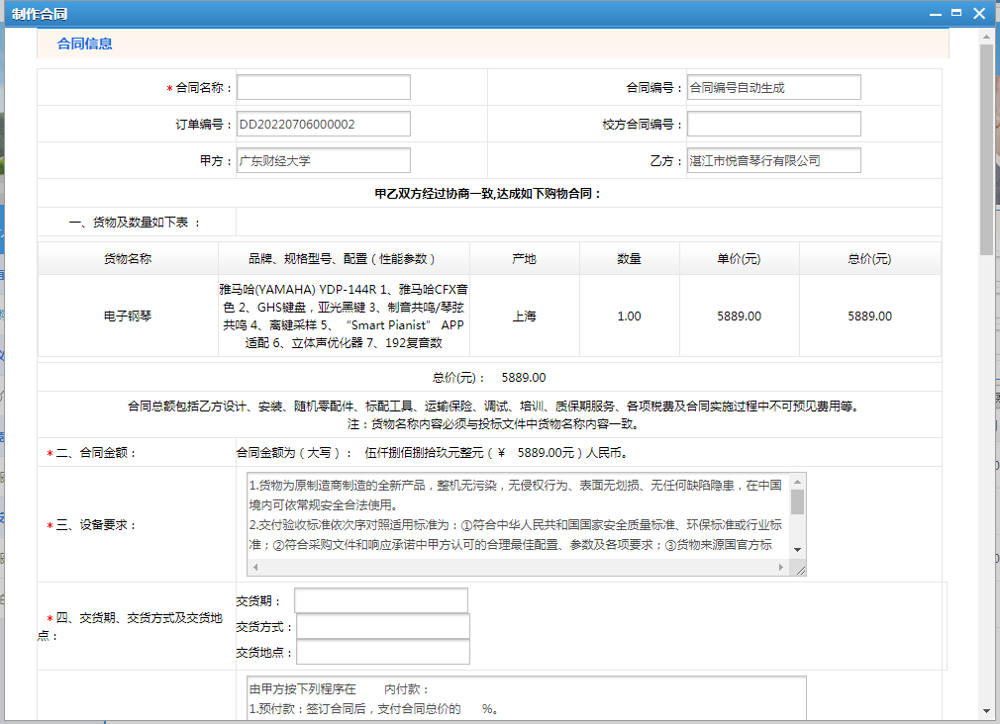 制作合同
合同信息
* 合同名称：
合同编号： 合同编号自动生成
订单编号： DD20220706000002
校方合同编号：
甲方： 广东财经大学
乙方： 湛江市悦音琴行有限公司
甲乙双方经过协商一致,达成如下购物合同：
一、货物及数量如下表 ：
货物名称 品牌、规格型号、配置（性能参数） 产地 数量 单价(元) 总价(元)
雅马哈(YAMAHA) YDP-144R 1、雅马哈CFX音
色 2、GHS键盘，亚光黑键 3、制音共鸣/琴弦
电子钢琴 共鸣 4、离键采样 5、“Smart Pianist” APP 上海 1.00 5889.00 5889.00
适配 6、立体声优化器 7、192复音数
总价(元)： 5889.00
合同总额包括乙方设计、安装、随机零配件、标配工具、运输保险、调试、培训、质保期服务、各项税费及合同实施过程中不可预见费用等。
注：货物名称内容必须与投标文件中货物名称内容一致。
* 二、合同金额： 合同金额为（大写）： 伍仟捌佰捌拾玖元整元（￥ 5889.00元）人民币。
* 三、设备要求：
1.货物为原制造商制造的全新产品，整机无污染，无侵权行为、表面无划损、无任何缺陷隐患，在中国
境内可依常规安全合法使用。
2.交付验收标准依次序对照适用标准为：①符合中华人民共和国国家安全质量标准、环保标准或行业标
准；②符合采购文件和响应承诺中甲方认可的合理最佳配置、参数及各项要求；③货物来源国官方标
* 四、交货期、交货方式及交货地
点：
交货期：
交货方式：
交货地点：
由甲方按下列程序在 内付款：
1.预付款：签订合同后，支付合同总价的 %。